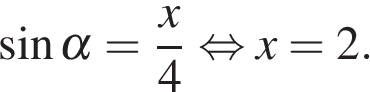 sin α = x/4 ⇔ x = 2.